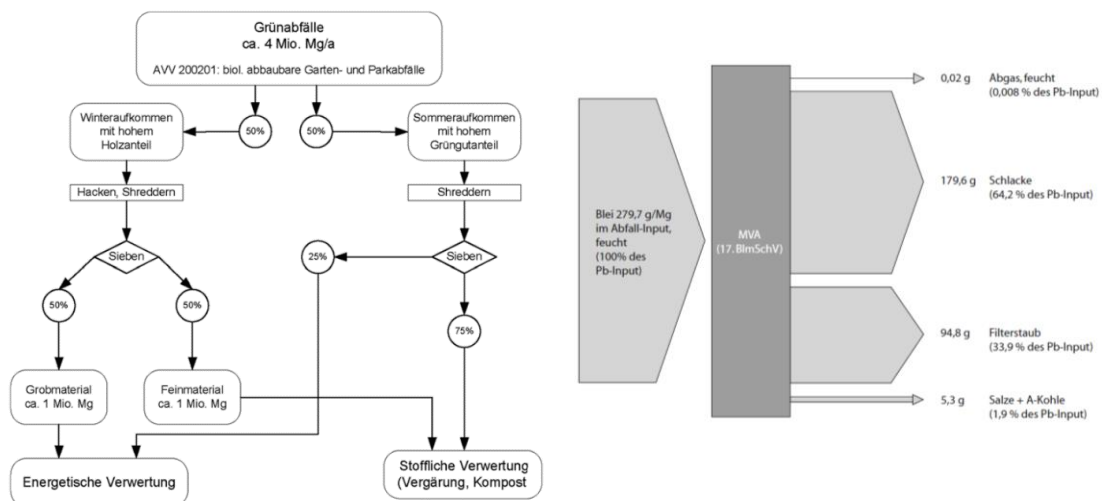 Grünabfälle
ca. 4 Mio. Mg/a
AVV 200201: biol. abbaubare Garten- und Parkabfälle
Winteraufkommen
mit hohem
Holzanteil
50%
50%
Sommeraufkommen
mit hohem
Grüngutanteil
Hacken, Shreddern
Shreddern
Sieben
25%
Sieben
50%
50%
75%
Grobmaterial
ca. 1 Mio. Mg
Feinmaterial
ca. 1 Mio. Mg
Energetische Verwertung
Stoffliche Verwertung
(Vergärung, Kompost
Blei 279,7 g/Mg
im Abfall-Input,
feucht
(100% des
Pb-Input)
MVA
(17. BImSchV)
0,02 g Abgas, feucht
(0,008 % des Pb-Input)
179,6 g Schlacke
(64,2 % des Pb-Input)
94,8 g Filterstaub
(33,9 % des Pb-Input)
5,3 g Salze + A-Kohle
(1,9 % des Pb-Input)